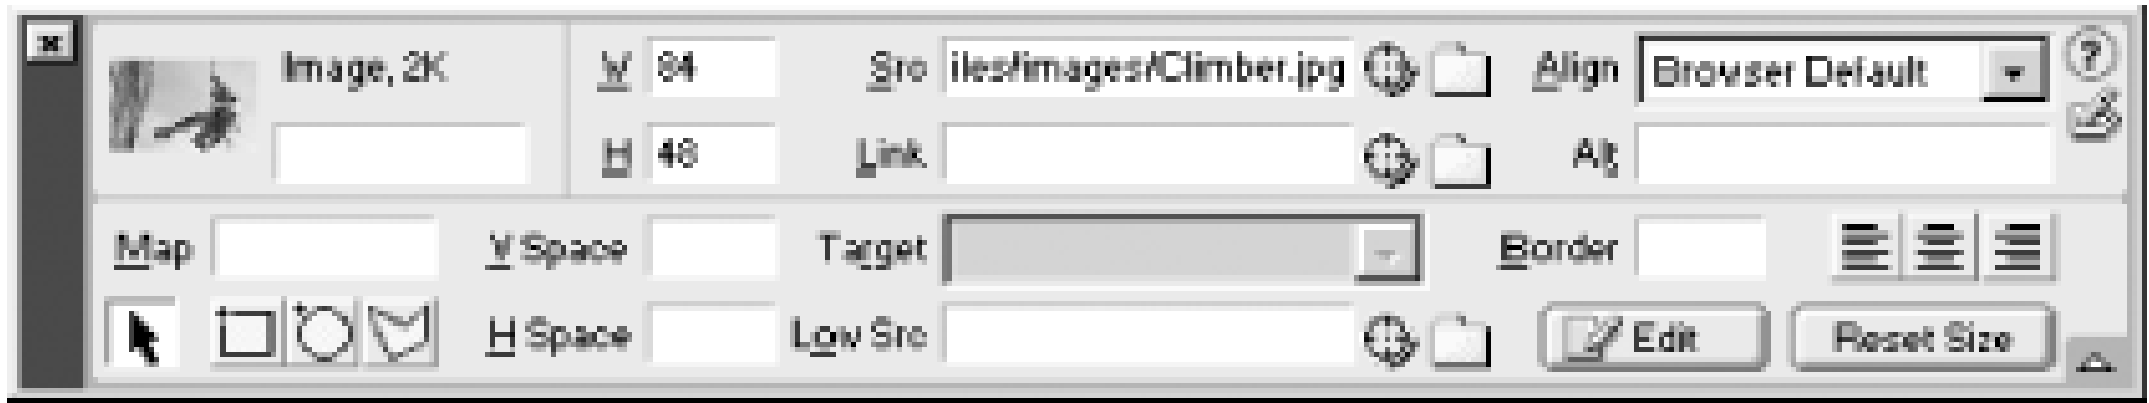 Image, 2K W 84 Src iles/images/Climber.jpg Align Browser Default ?
H 48 Link Alt
Map V Space Target Border
H Space Low Src Edit Reset Size